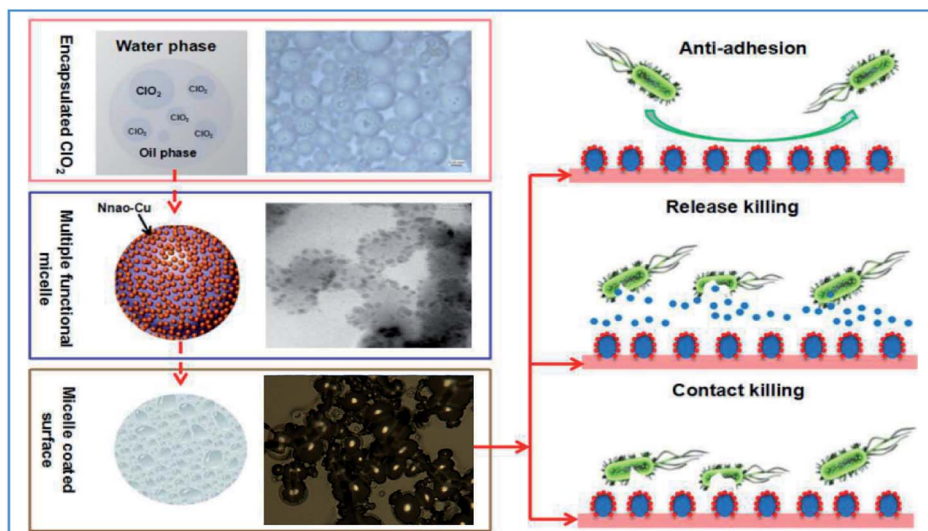 Encapsulated ClO₂
Water phase
ClO₂
ClO₂
ClO₂
ClO₂
ClO₂
Oil phase
Multiple functional
micelle
Nnao-Cu
Micelle coated
surface
Anti-adhesion
Release killing
Contact killing